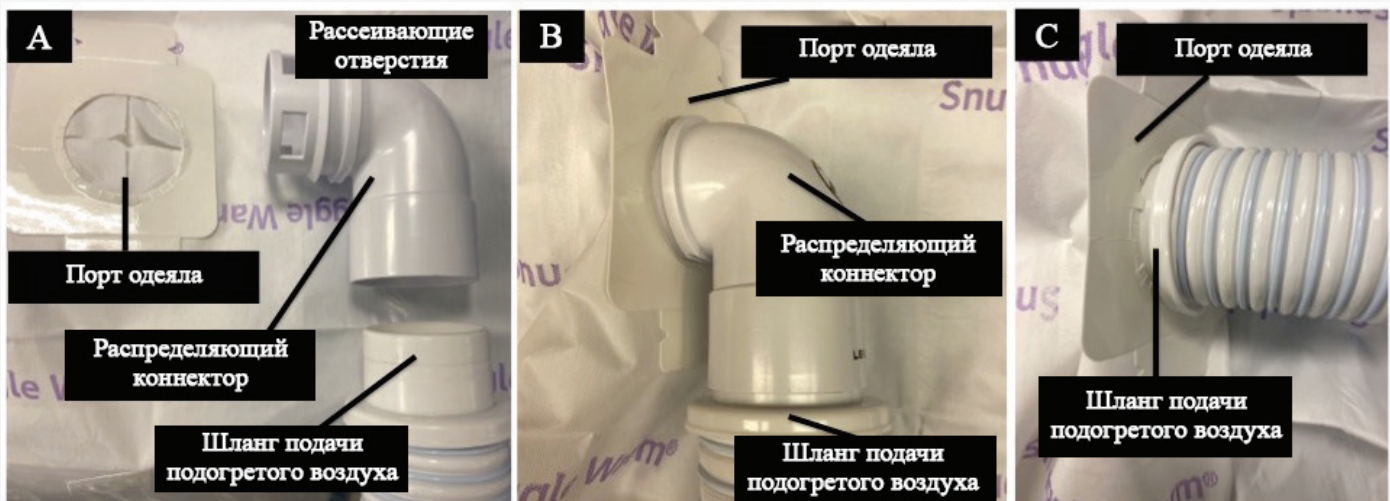 A
Рассеивающие
отверстия
Порт одеяла
Распределяющий
коннектор
Шланг подачи
подогретого воздуха
B
Порт одеяла
Распределяющий
коннектор
Шланг подачи
подогретого воздуха
Snu
C
Порт одеяла
Шланг подачи
подогретого воздуха